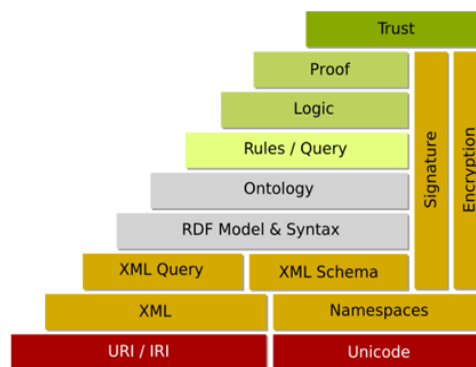 Trust
Proof
Logic
Rules / Query
Ontology
RDF Model & Syntax
Signature
Encryption
XML Query
XML Schema
XML
Namespaces
URI / IRI
Unicode